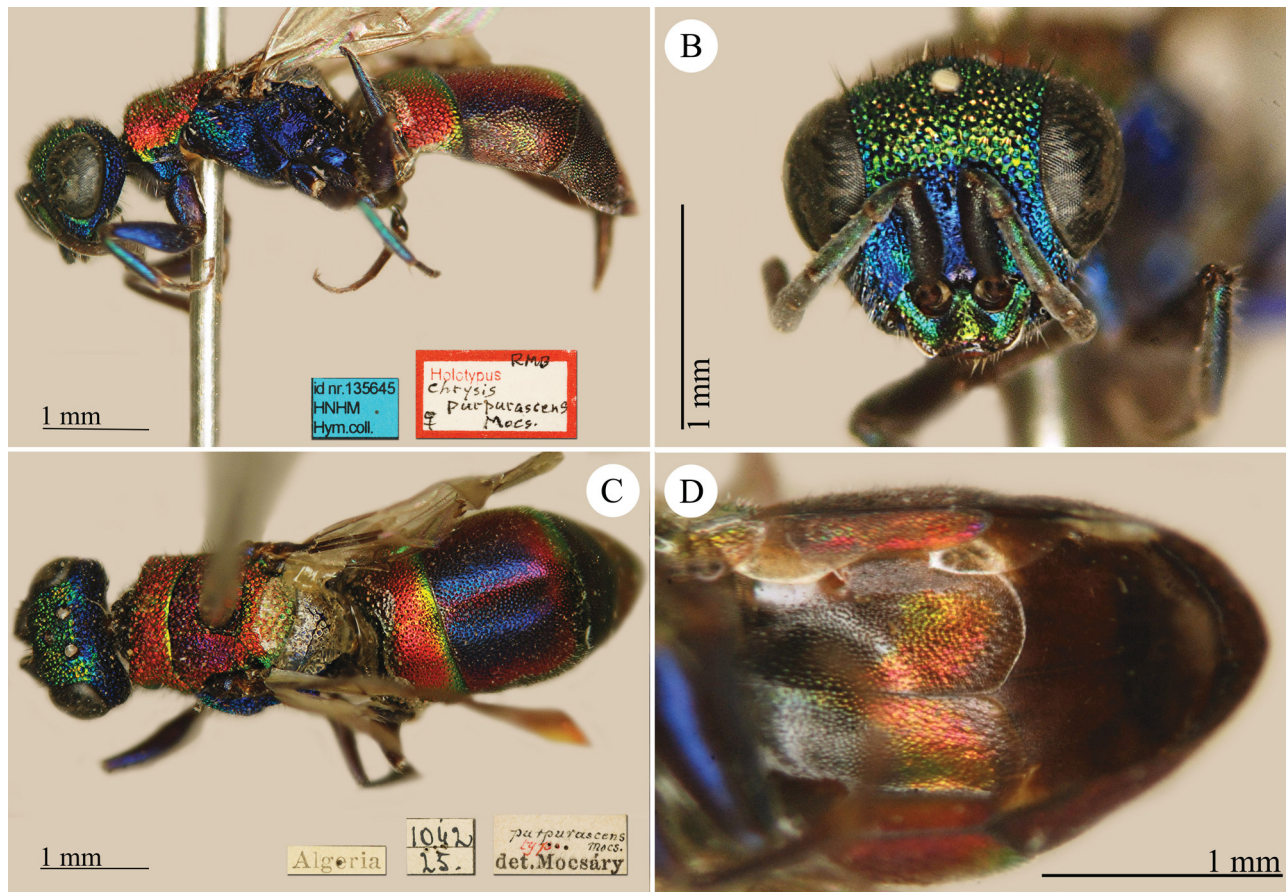 B
1 mm
id nr.135645
HNHM
Hym.coll.
RMB
Holotypus
Chrysis
purpurascens
♀ Mocs.
1 mm
C
1 mm
Algeria
1042
25.
purpurascens
typ. Mocs.
det.Mocsáry
D
1 mm